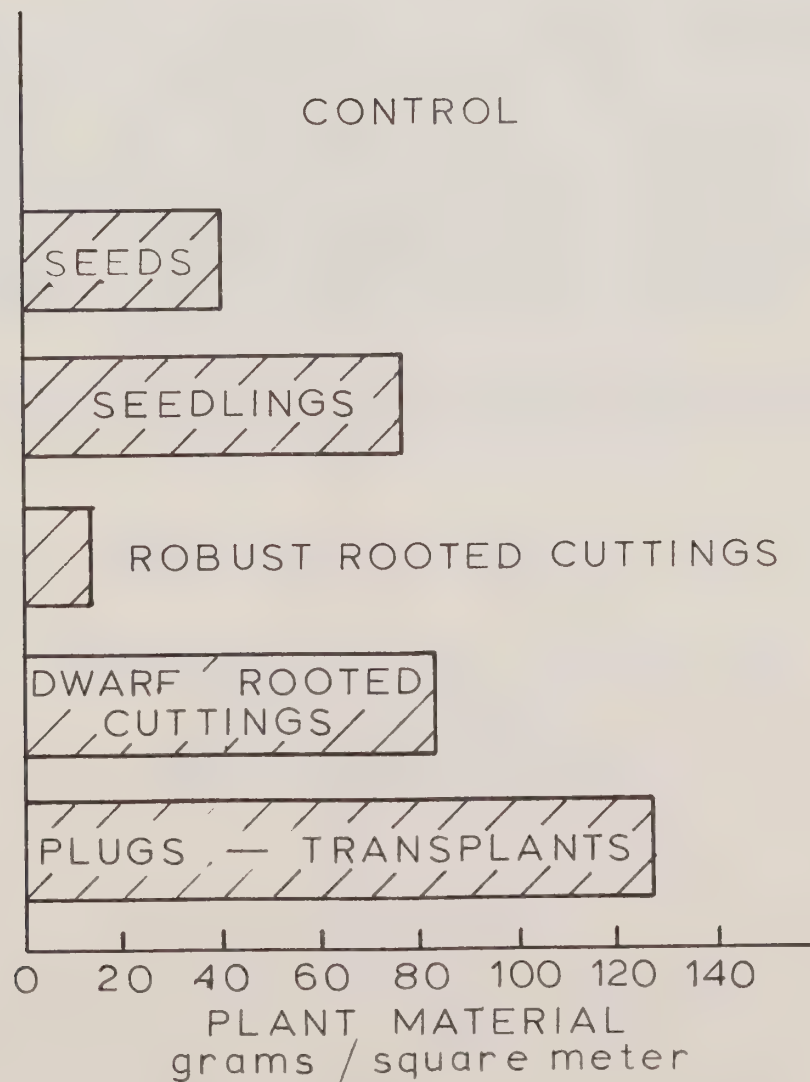 CONTROL
SEEDS
SEEDLINGS
ROBUST ROOTED CUTTINGS
DWARF ROOTED
CUTTINGS
PLUGS — TRANSPLANTS
0 20 40 60 80 100 120 140
PLANT MATERIAL
grams / square meter